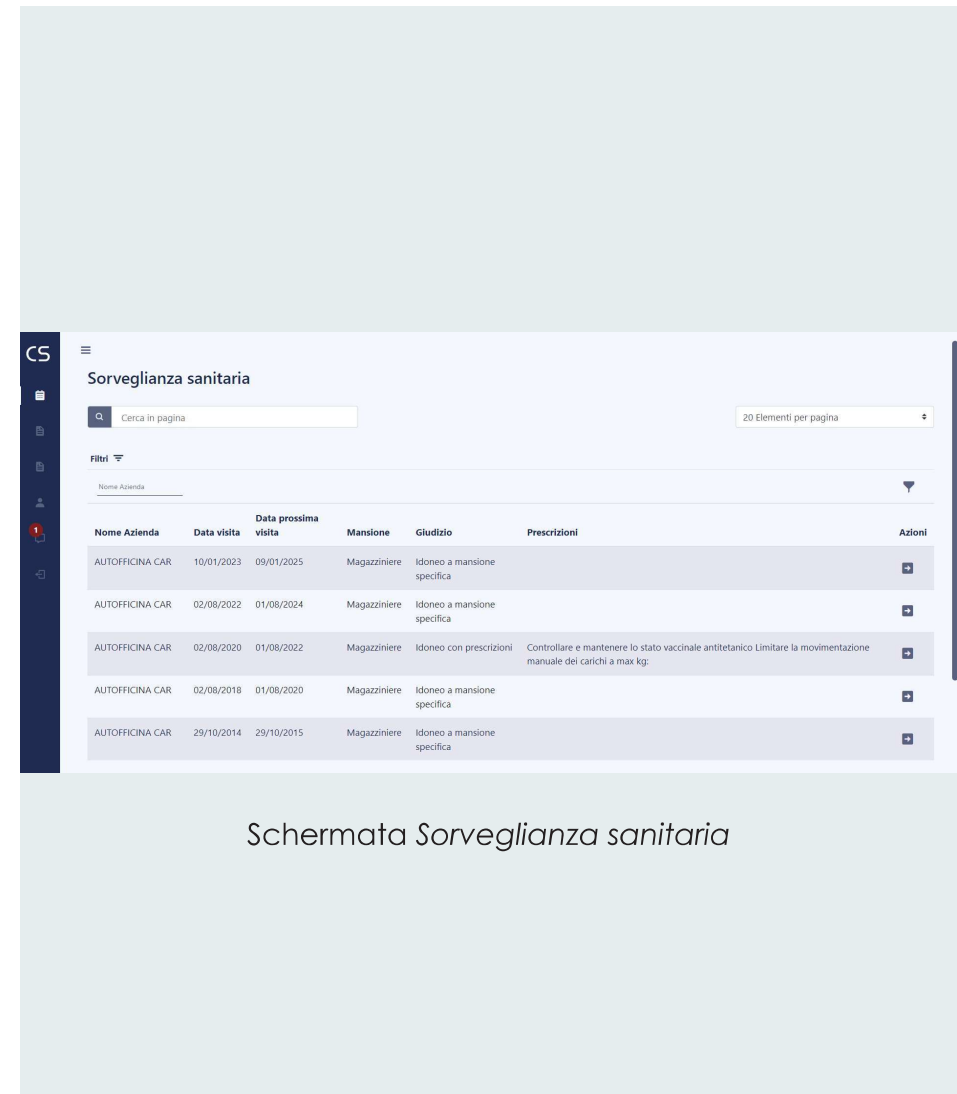 CS
Sorveglianza sanitaria
Cerca in pagina
20 Elementi per pagina
Filtri
Nome Azienda
1
Nome Azienda Data visita Data prossima visita Mansione Giudizio Prescrizioni Azioni
AUTOFFICINA CAR 10/01/2023 09/01/2025 Magazziniere Idoneo a mansione
specifica
AUTOFFICINA CAR 02/08/2022 01/08/2024 Magazziniere Idoneo a mansione
specifica
AUTOFFICINA CAR 02/08/2020 01/08/2022 Magazziniere Idoneo con prescrizioni Controllare e mantenere lo stato vaccinale antitetanico Limitare la movimentazione
manuale dei carichi a max kg:
AUTOFFICINA CAR 02/08/2018 01/08/2020 Magazziniere Idoneo a mansione
specifica
AUTOFFICINA CAR 29/10/2014 29/10/2015 Magazziniere Idoneo a mansione
specifica
Schermata Sorveglianza sanitaria